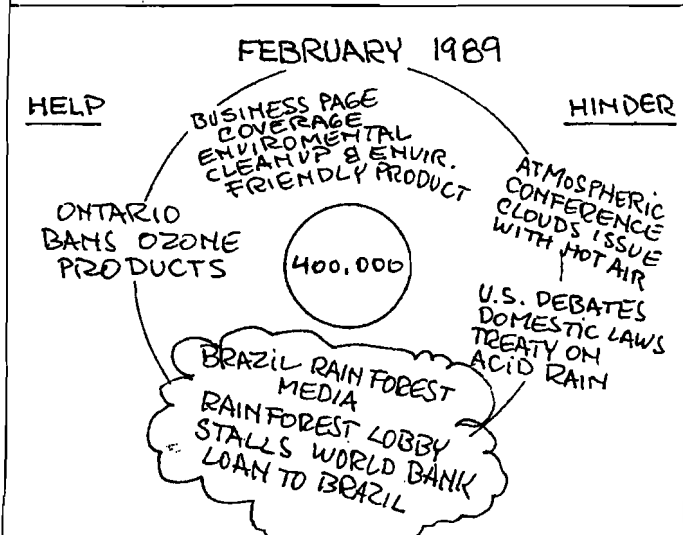 FEBRUARY 1989
HELP
HINDER
BUSINESS PAGE
COVERAGE
ENVIROMENTAL
CLEANUP & ENVIR.
FRIENDLY PRODUCT
ATMOSPHERIC
CONFERENCE
CLOUDS ISSUE
WITH HOT AIR
ONTARIO
BANS OZONE
PRODUCTS
400,000
U.S. DEBATES
DOMESTIC LAWS
TREATY ON
ACID RAIN
BRAZIL RAIN FOREST
MEDIA
RAINFOREST LOBBY
STALLS WORLD BANK
LOAN TO BRAZIL